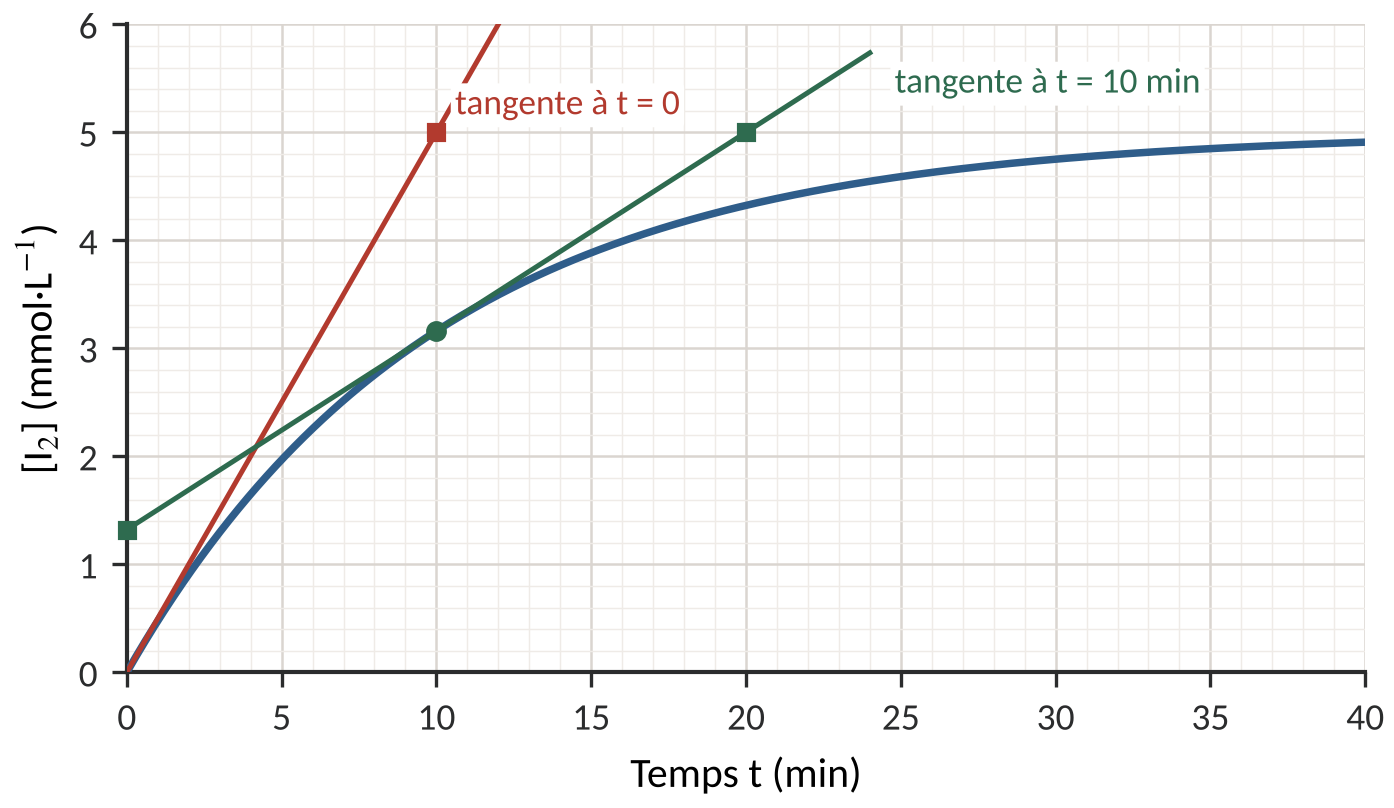 6
5
4
3
2
1
0
[I₂] (mmol·L⁻¹)
tangente à t = 0
tangente à t = 10 min
0 5 10 15 20 25 30 35 40
Temps t (min)